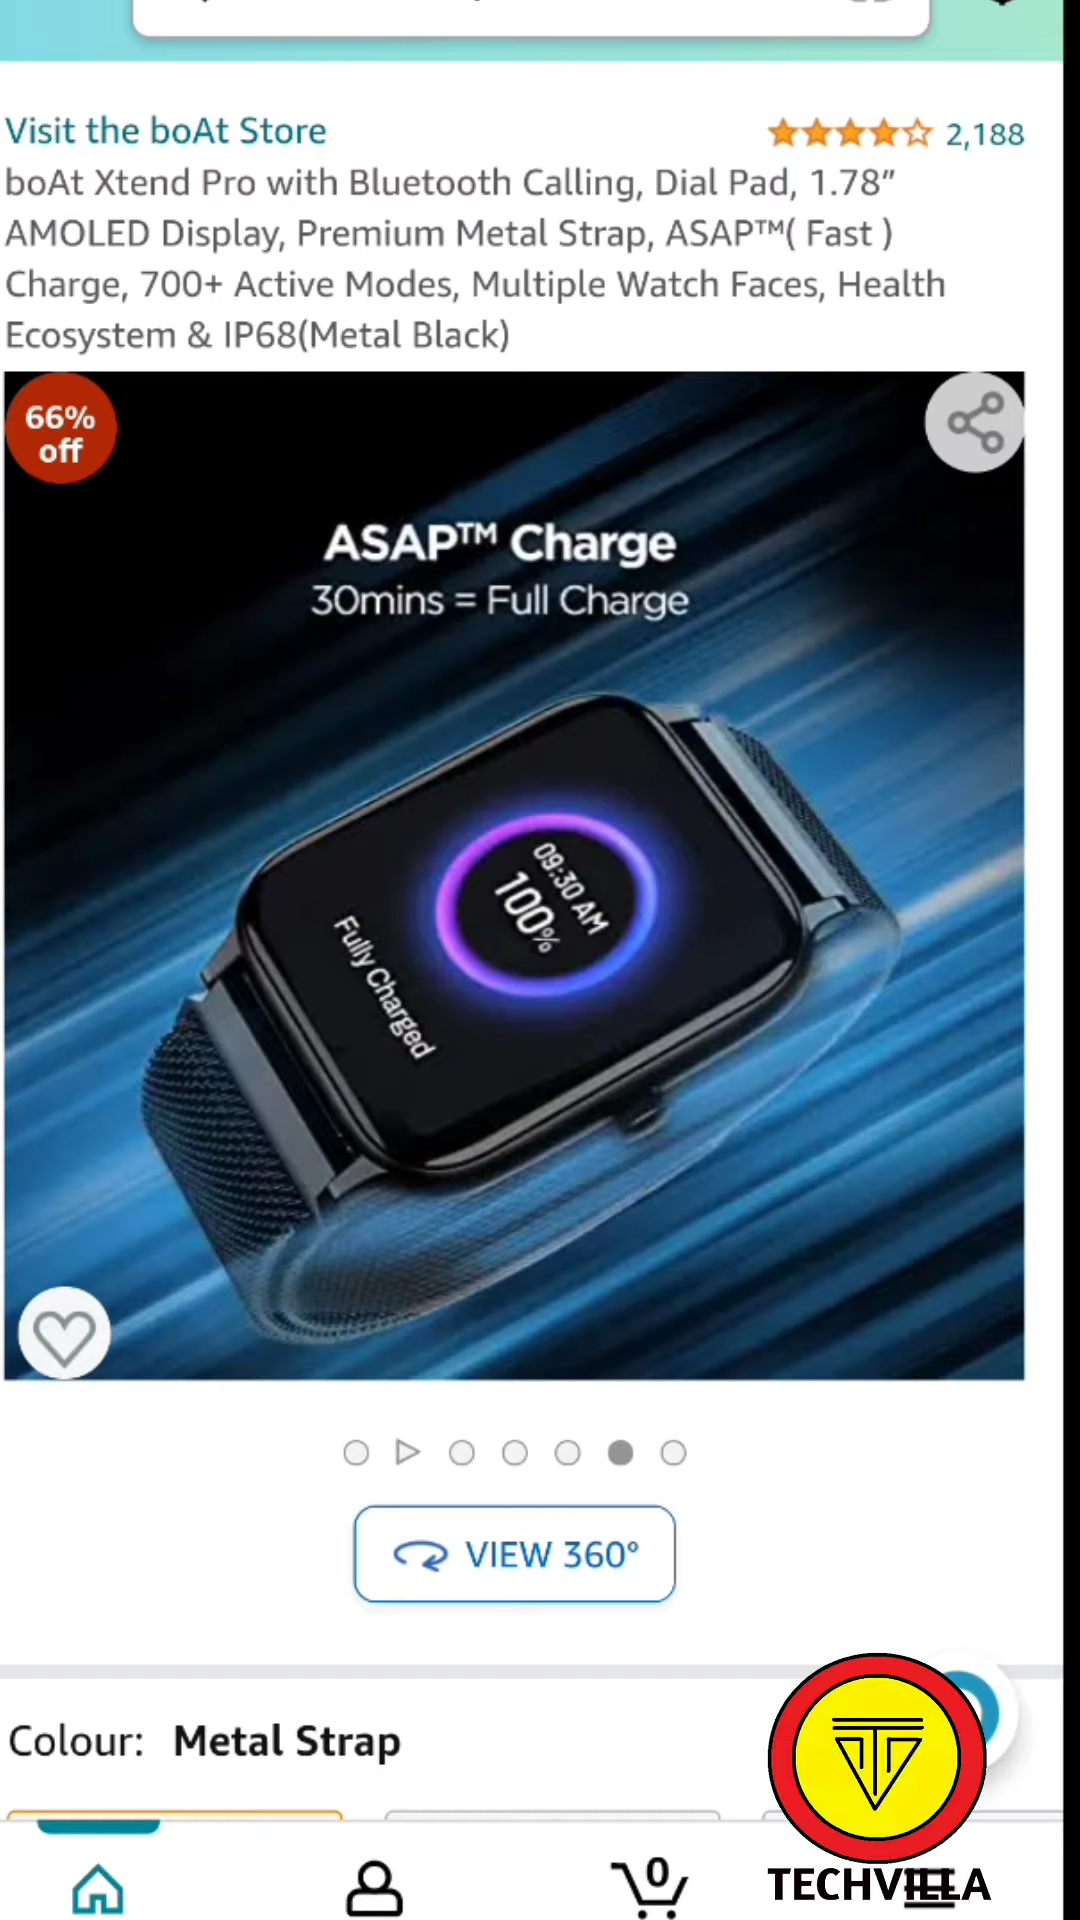 Visit the boAt Store
2,188
boAt Xtend Pro with Bluetooth Calling, Dial Pad, 1.78”
AMOLED Display, Premium Metal Strap, ASAP™( Fast )
Charge, 700+ Active Modes, Multiple Watch Faces, Health
Ecosystem & IP68(Metal Black)
66%
off
ASAP™ Charge
30mins = Full Charge
09:30 AM
100%
Fully Charged
VIEW 360°
Colour: Metal Strap
0
TECHVILLA